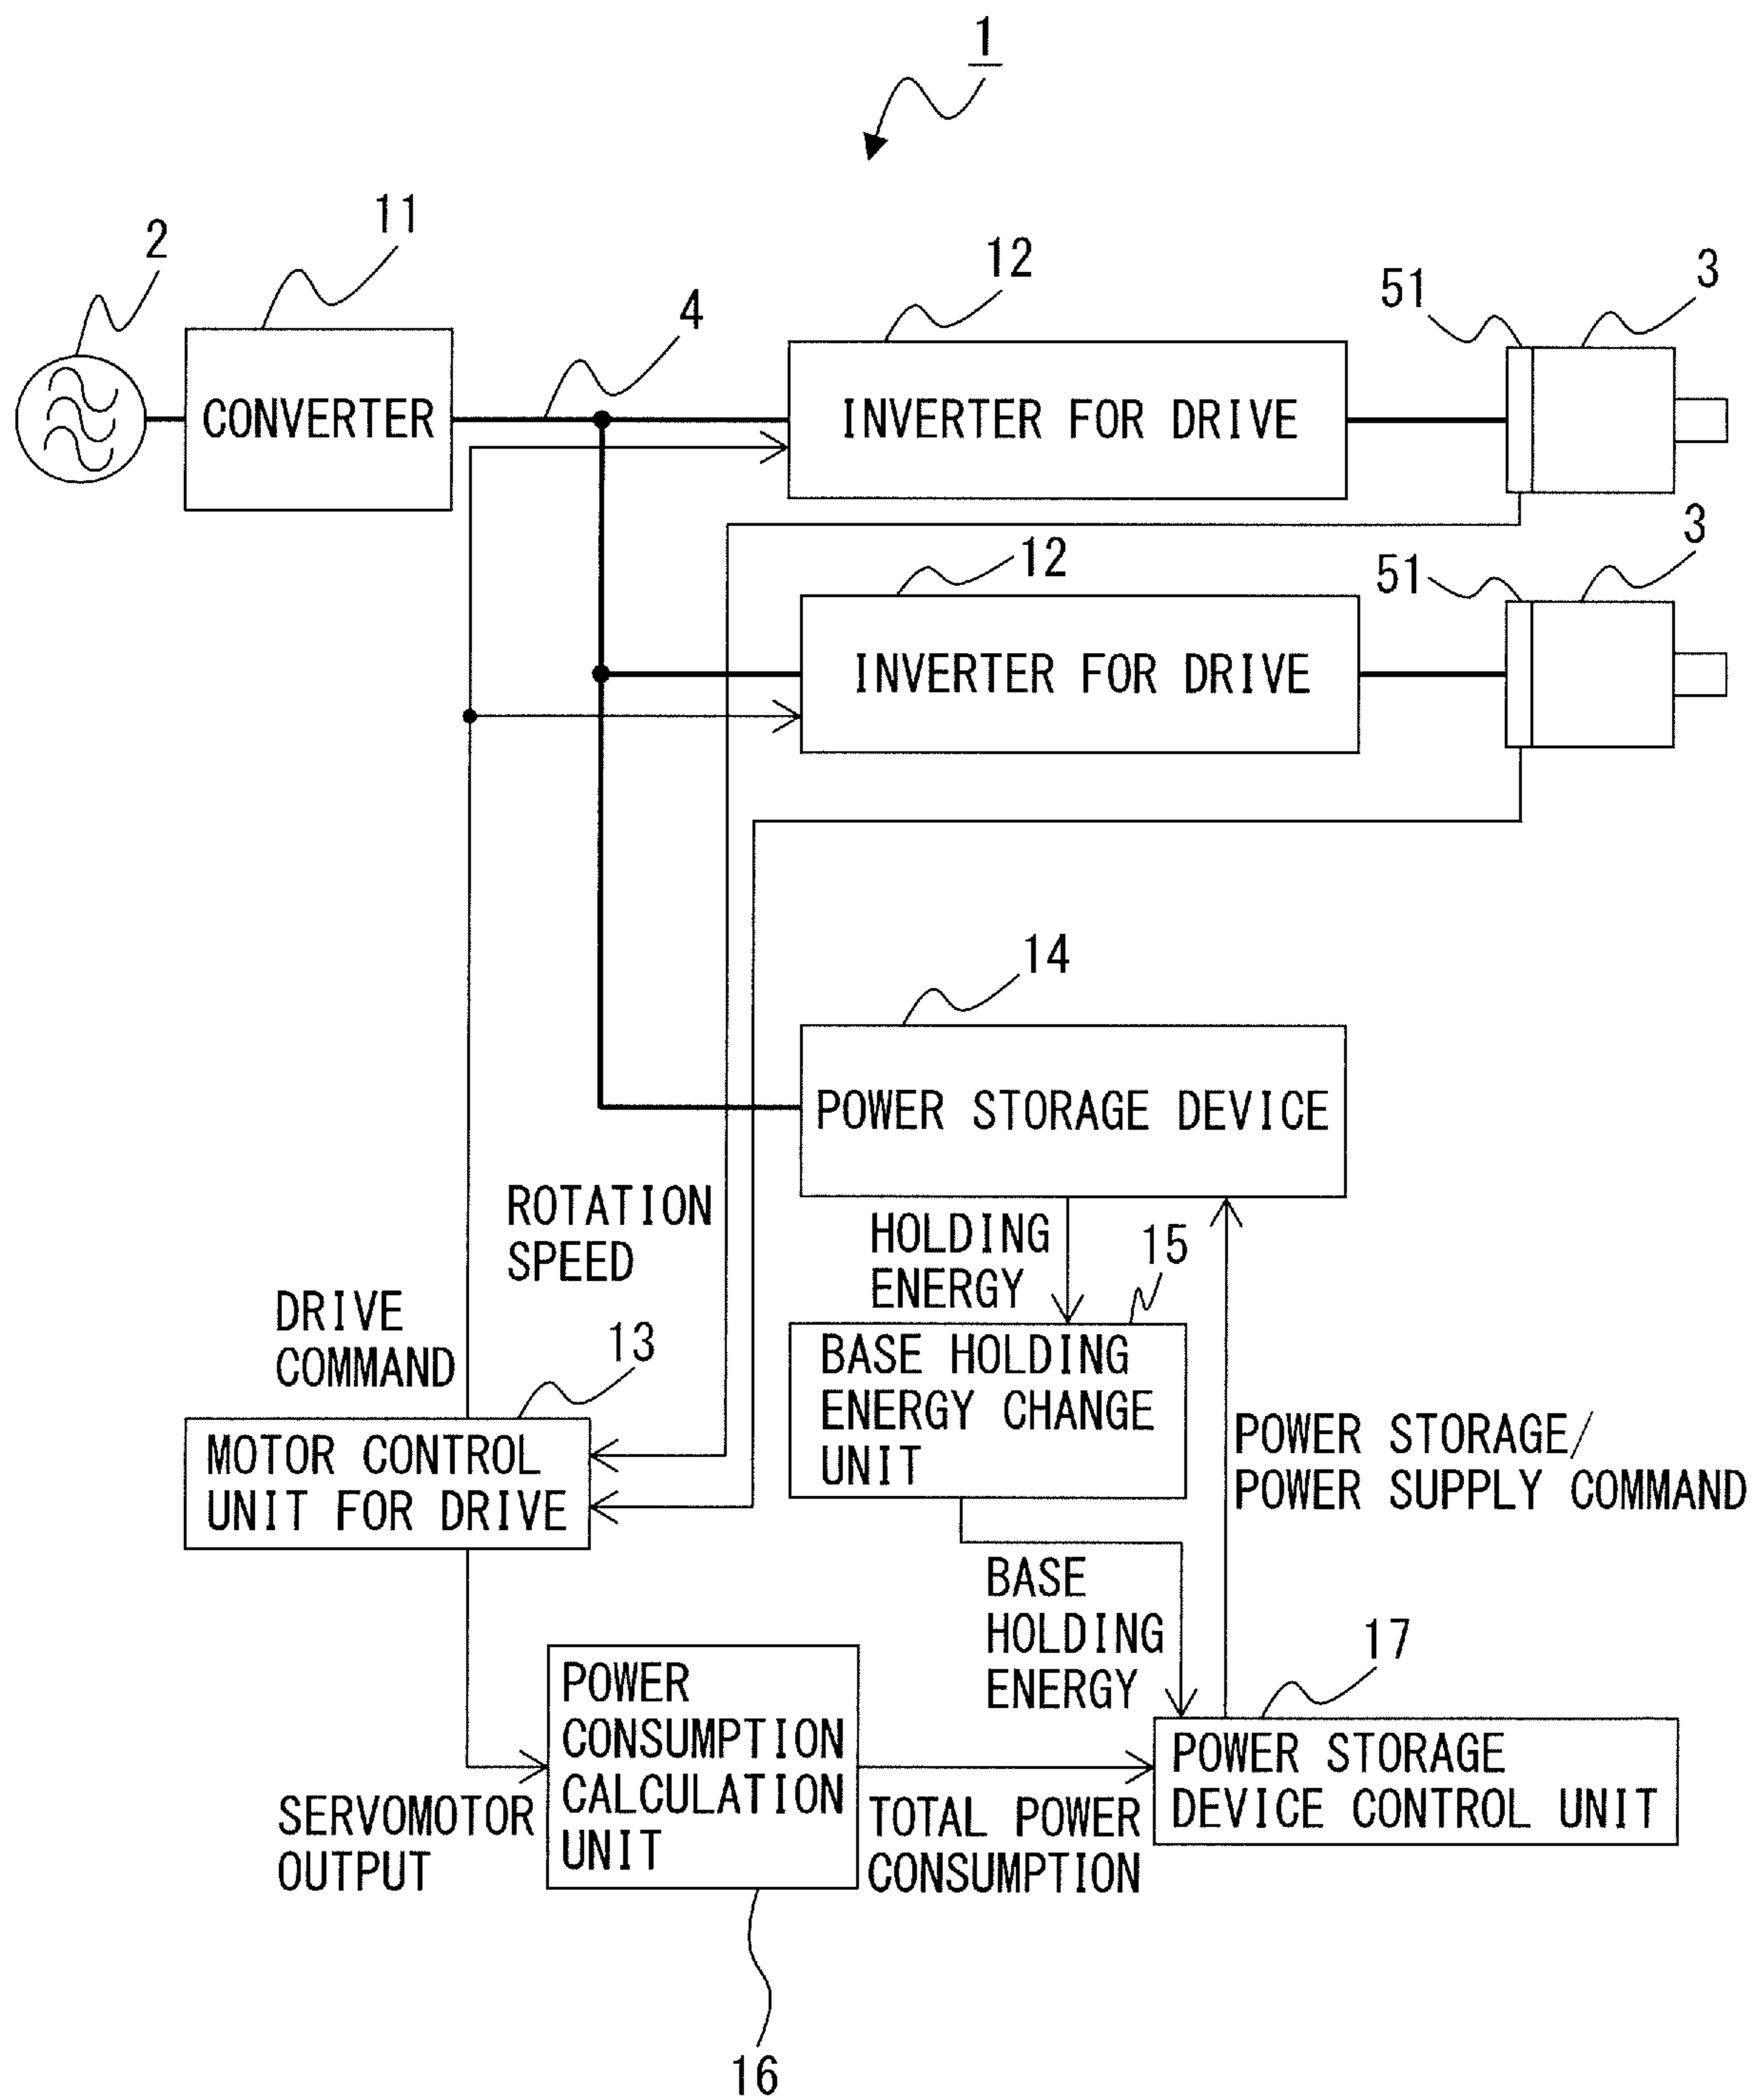 1
2
11
4
12
51
3
CONVERTER
INVERTER FOR DRIVE
12
51
3
INVERTER FOR DRIVE
14
POWER STORAGE DEVICE
ROTATION
SPEED
HOLDING
ENERGY
15
DRIVE
COMMAND
13
BASE HOLDING
ENERGY CHANGE
UNIT
MOTOR CONTROL
UNIT FOR DRIVE
POWER STORAGE/
POWER SUPPLY COMMAND
BASE
HOLDING
ENERGY
17
POWER
CONSUMPTION
CALCULATION
UNIT
POWER STORAGE
DEVICE CONTROL UNIT
SERVOMOTOR
OUTPUT
TOTAL POWER
CONSUMPTION
16